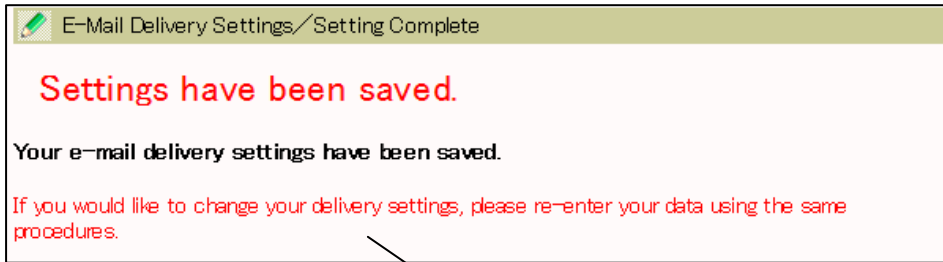 E-Mail Delivery Settings／Setting Complete
Settings have been saved.
Your e-mail delivery settings have been saved.
If you would like to change your delivery settings, please re-enter your data using the same
procedures.